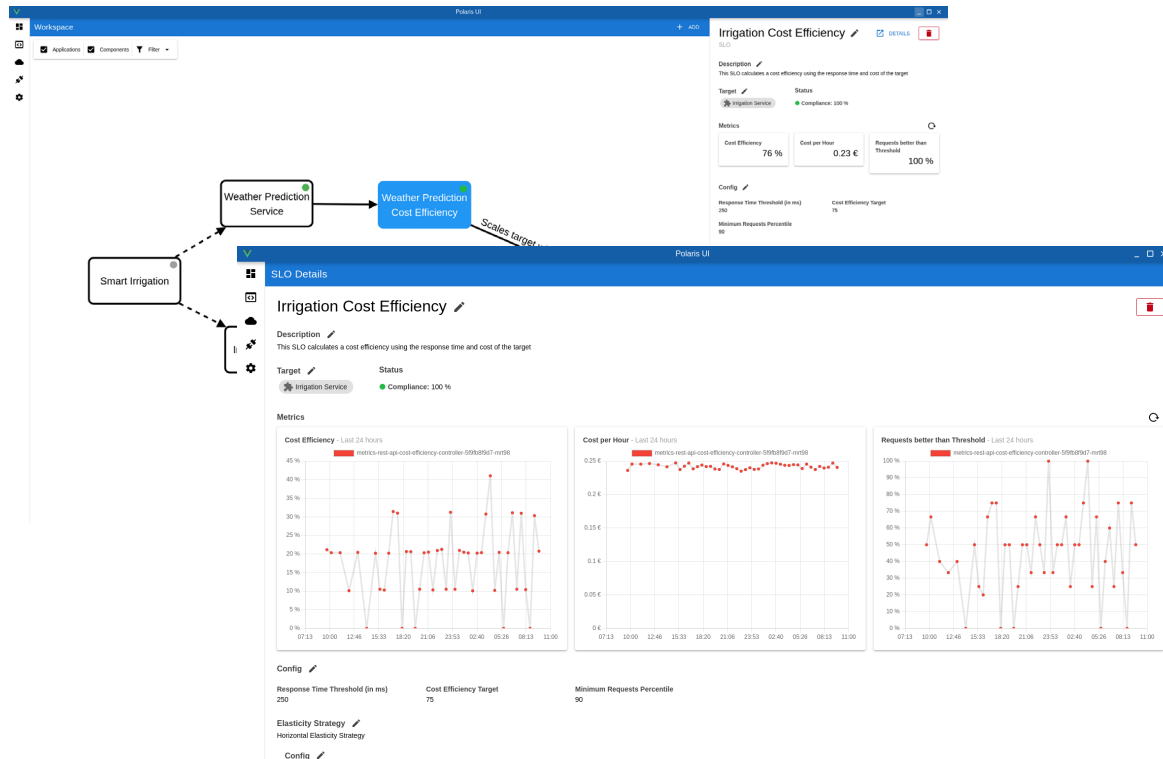 Polaris UI
Workspace
ADD
Applications
Components
Filter
Irrigation Cost Efficiency
DETAILS
SLO
Description
This SLO calculates a cost efficiency using the response time and cost of the target
Target
Status
Irrigation Service
Compliance: 100 %
Metrics
Cost Efficiency
76 %
Cost per Hour
0.23 €
Requests better than
Threshold
100 %
Config
Response Time Threshold (in ms)
250
Cost Efficiency Target
75
Minimum Requests Percentile
90
Weather Prediction
Service
Weather Prediction
Cost Efficiency
Scales target
Smart Irrigation
Polaris UI
SLO Details
Irrigation Cost Efficiency
Description
This SLO calculates a cost efficiency using the response time and cost of the target
Target
Status
Irrigation Service
Compliance: 100 %
Metrics
Cost Efficiency - Last 24 hours
metrics-rest-api-cost-efficiency-controller-5f9fb8f9d7-mrt98
45 %
40 %
35 %
30 %
25 %
20 %
15 %
10 %
5 %
0 %
07:13 10:00 12:46 15:33 18:20 21:06 23:53 02:40 05:26 08:13 11:00
Cost per Hour - Last 24 hours
metrics-rest-api-cost-efficiency-controller-5f9fb8f9d7-mrt98
0.25 €
0.2 €
0.15 €
0.1 €
0.05 €
0 €
07:13 10:00 12:46 15:33 18:20 21:06 23:53 02:40 05:26 08:13 11:00
Requests better than Threshold - Last 24 hours
metrics-rest-api-cost-efficiency-controller-5f9fb8f9d7-mrt98
100 %
90 %
80 %
70 %
60 %
50 %
40 %
30 %
20 %
10 %
0 %
07:13 10:00 12:46 15:33 18:20 21:06 23:53 02:40 05:26 08:13 11:00
Config
Response Time Threshold (in ms)
250
Cost Efficiency Target
75
Minimum Requests Percentile
90
Elasticity Strategy
Horizontal Elasticity Strategy
Config